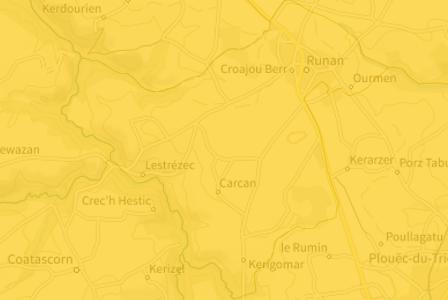 Kerdourien
Croajou Berr
Runan
Ourmen
ewazan
Lestrézec
Kerarzer
Porz Tabu
Carcan
Crec'h Hestic
Poullagatu
le Rumin
Plouëc-du-Tri
Coatascorn
Kerizel
Kerigomar